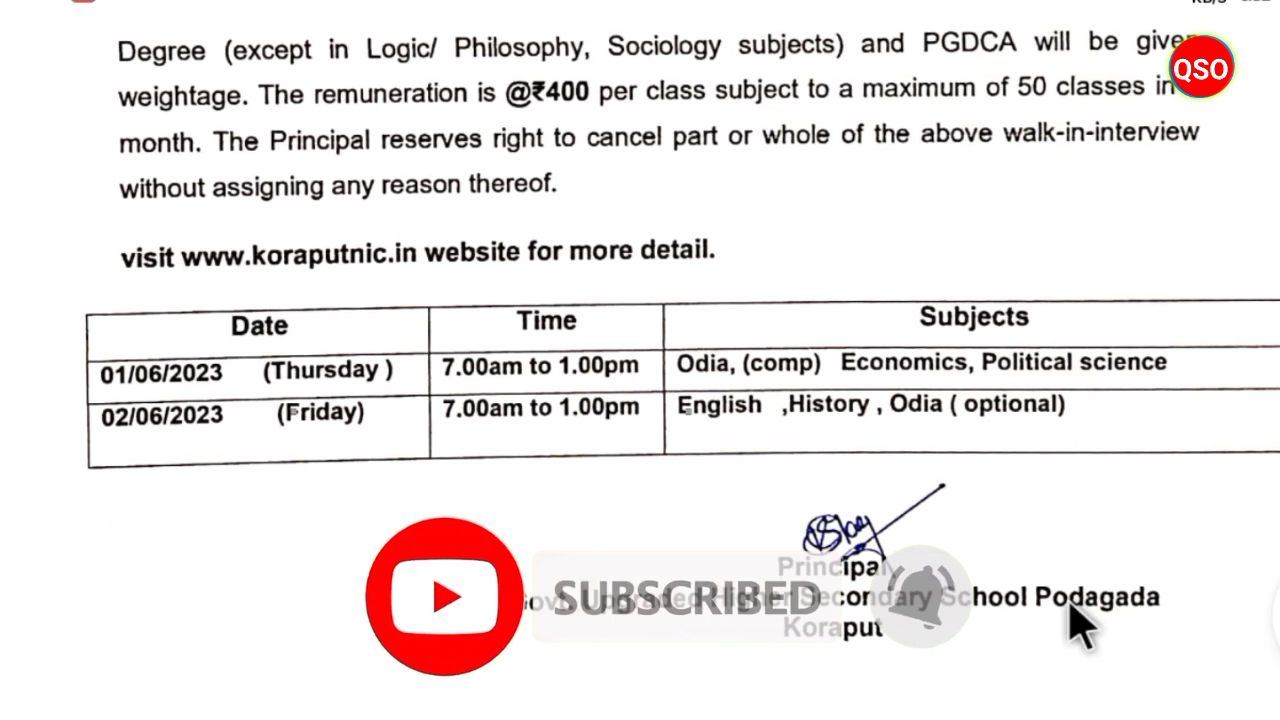 Degree (except in Logic/ Philosophy, Sociology subjects) and PGDCA will be
QSO
weightage. The remuneration is @₹400 per class subject to a maximum of 50 classes in
month. The Principal reserves right to cancel part or whole of the above walk-in-interview
without assigning any reason thereof.
visit www.koraputnic.in website for more detail.
Date Time Subjects
01/06/2023 (Thursday ) 7.00am to 1.00pm Odia, (comp) Economics, Political science
02/06/2023 (Friday) 7.00am to 1.00pm English ,History , Odia ( optional)
Principal
SUBSCRIBED
Upgraded Higher Secondary School Podagada
Koraput